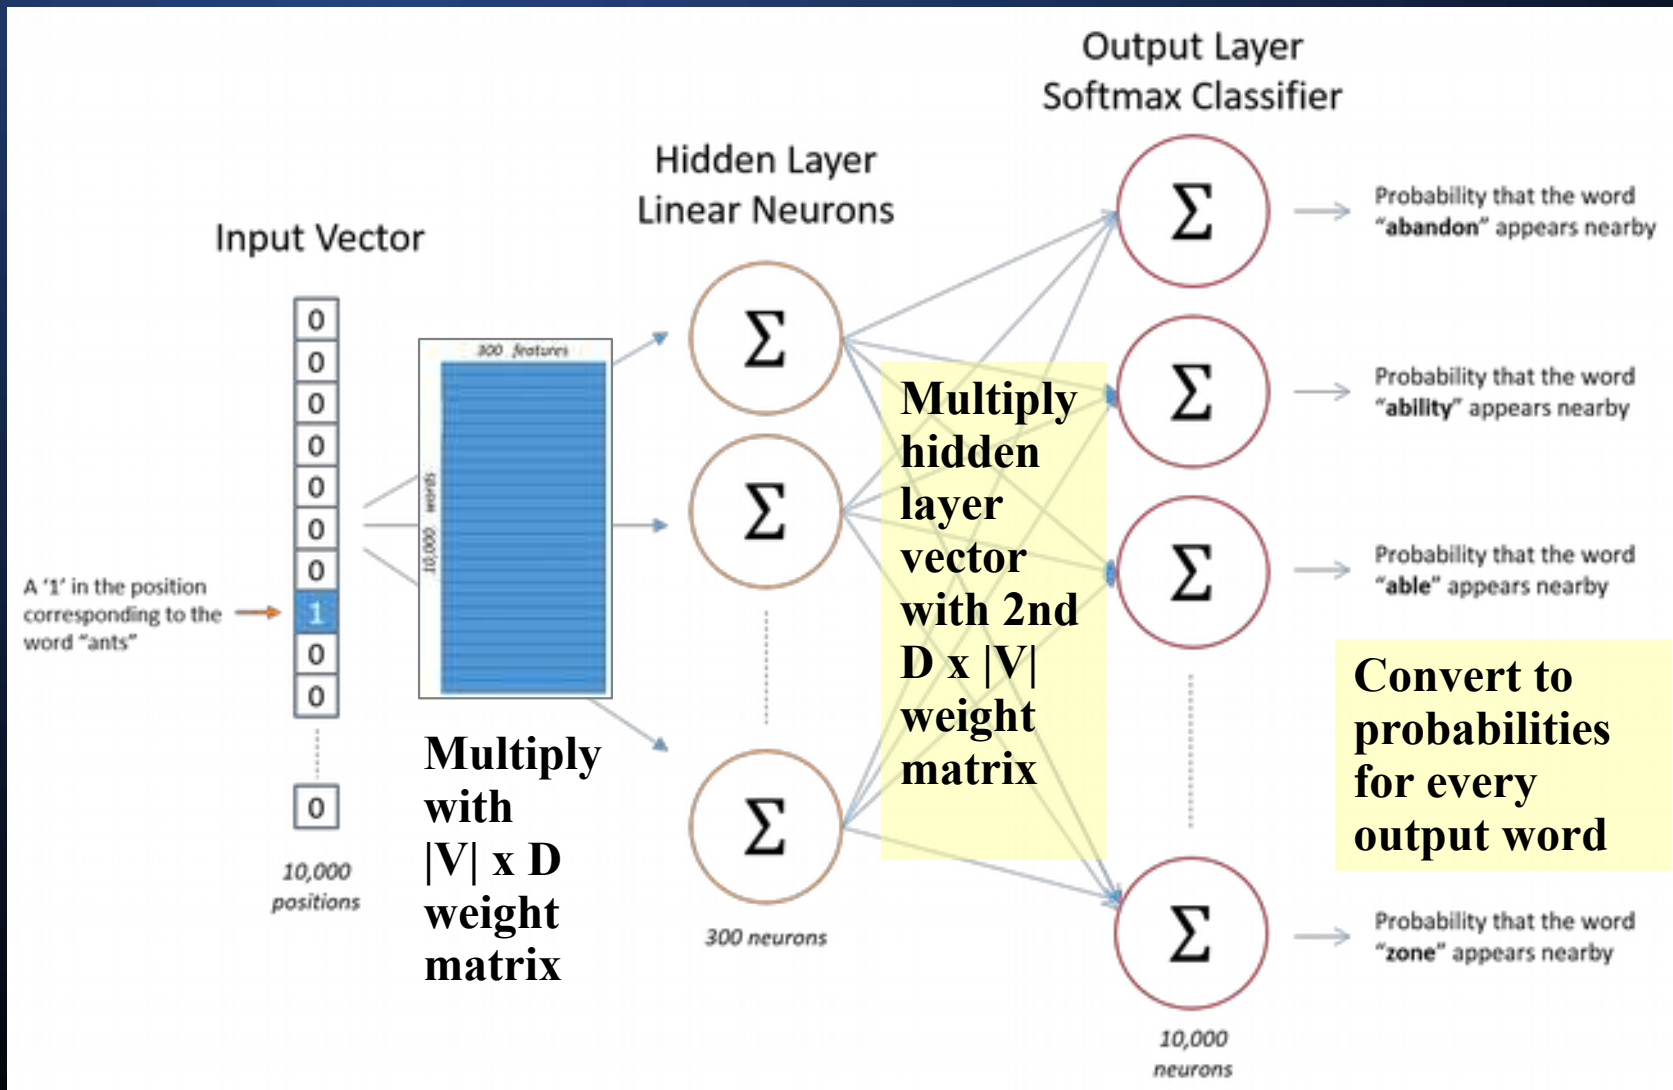 Output Layer
Softmax Classifier
Hidden Layer
Linear Neurons
Input Vector
0
0
0
0
0
0
0
1
0
0
0
10,000
positions
A ‘1’ in the position
corresponding to the
word “ants”
300 features
10,000 words
Multiply
with
|V| x D
weight
matrix
Σ
Σ
Σ
300 neurons
Multiply
hidden
layer
vector
with 2nd
D x |V|
weight
matrix
Σ
Σ
Σ
Σ
10,000
neurons
Probability that the word
“abandon” appears nearby
Probability that the word
“ability” appears nearby
Probability that the word
“able” appears nearby
Convert to
probabilities
for every
output word
Probability that the word
“zone” appears nearby